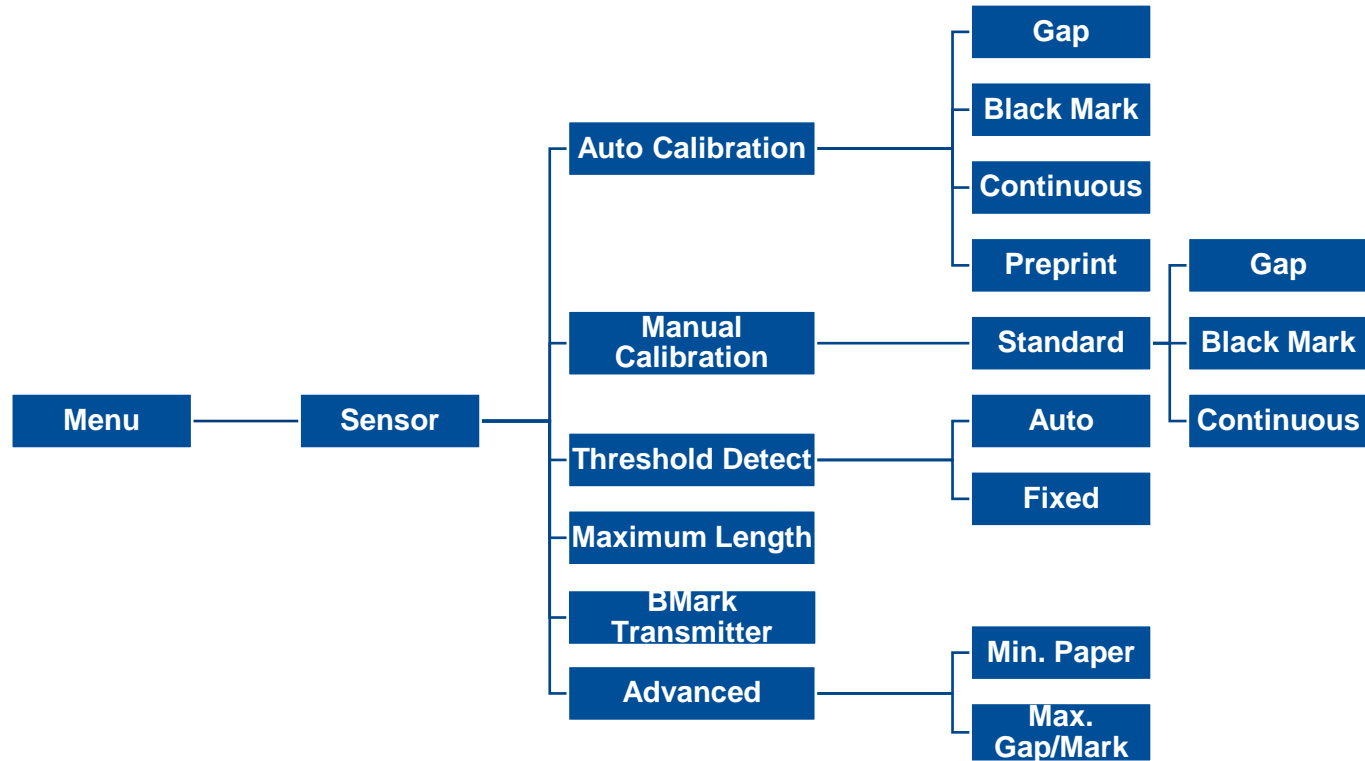 Gap
Black Mark
Auto Calibration
Continuous
Preprint
Gap
Manual
Calibration
Standard
Black Mark
Menu
Sensor
Auto
Continuous
Threshold Detect
Fixed
Maximum Length
BMark
Transmitter
Min. Paper
Advanced
Max.
Gap/Mark